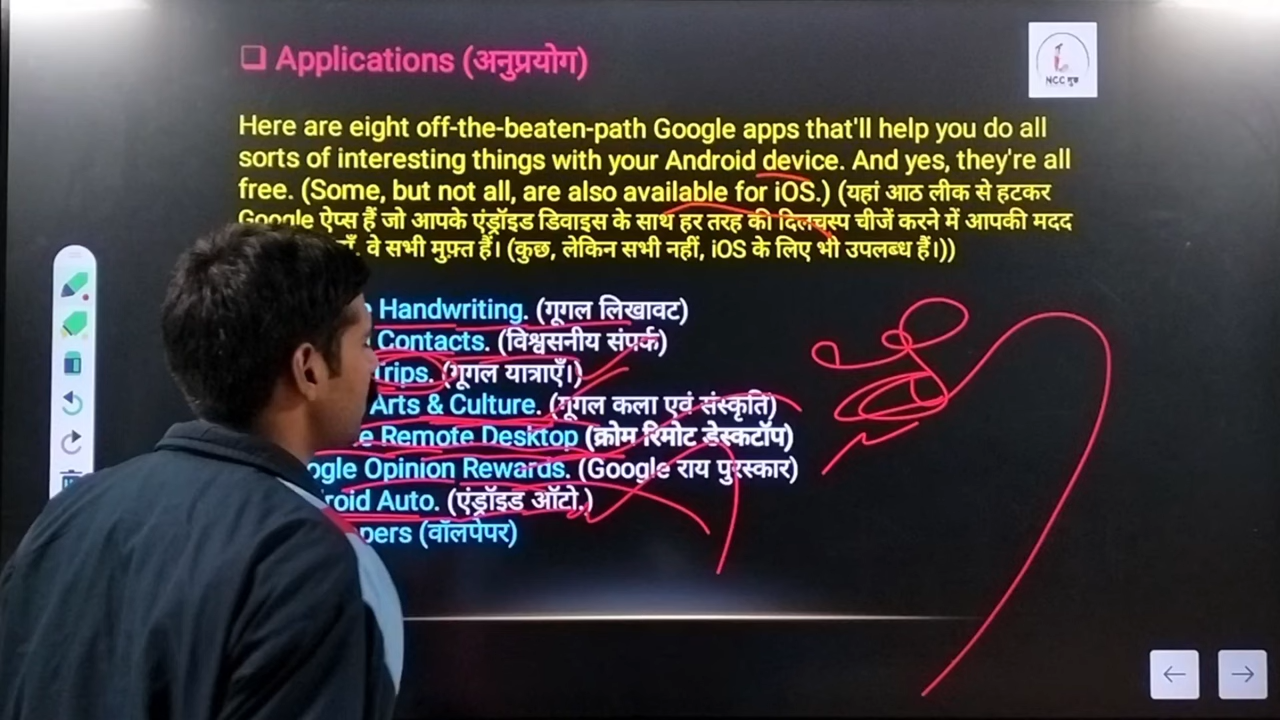 ❑ Applications (अनुप्रयोग)
NCC गुरु
Here are eight off-the-beaten-path Google apps that'll help you do all
sorts of interesting things with your Android device. And yes, they're all
free. (Some, but not all, are also available for iOS.) (यहां आठ लीक से हटकर
Google ऐप्स हैं जो आपके एंड्रॉइड डिवाइस के साथ हर तरह की दिलचस्प चीजें करने में आपकी मदद
वे सभी मुफ़्त हैं। (कुछ, लेकिन सभी नहीं, iOS के लिए भी उपलब्ध हैं।))
Handwriting. (गूगल लिखावट)
Contacts. (विश्वसनीय संपर्क)
Trips. (गूगल यात्राएँ।)
Arts & Culture. (गूगल कला एवं संस्कृति)
Remote Desktop (क्रोम रिमोट डेस्कटॉप)
Opinion Rewards. (Google राय पुरस्कार)
Auto. (एंड्रॉइड ऑटो.)
(वॉलपेपर)